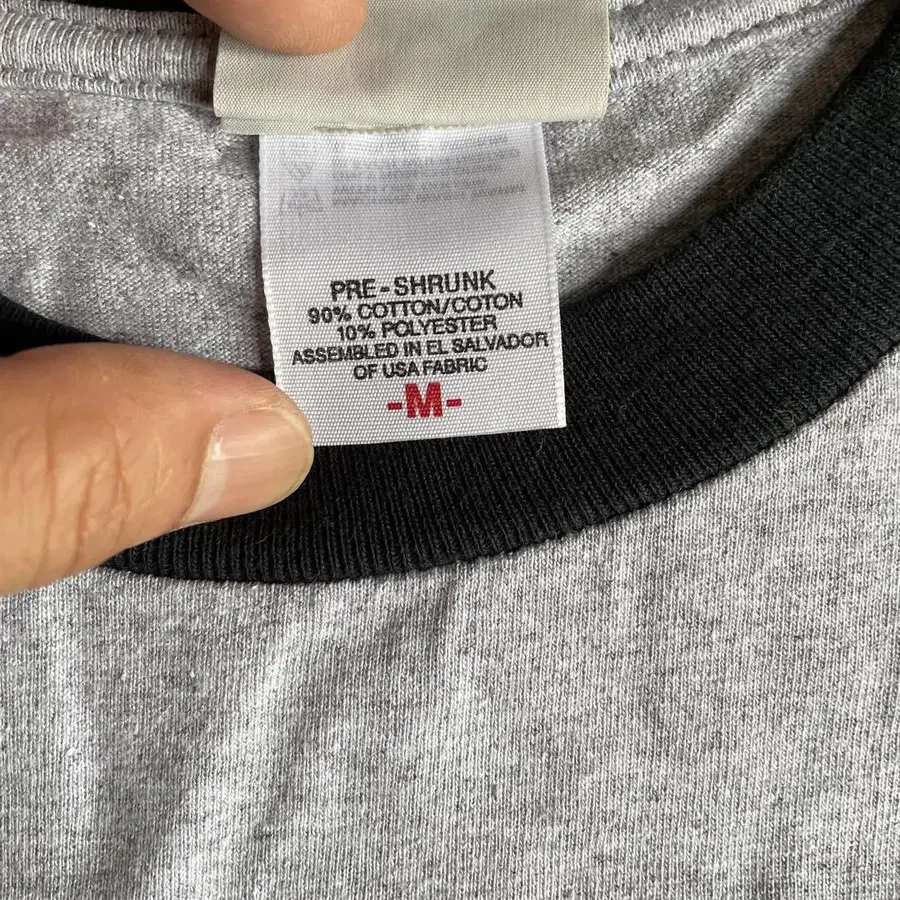 PRE-SHRUNK
90% COTTON/COTON
10% POLYESTER
ASSEMBLED IN EL SALVADOR
OF USA FABRIC
-M-